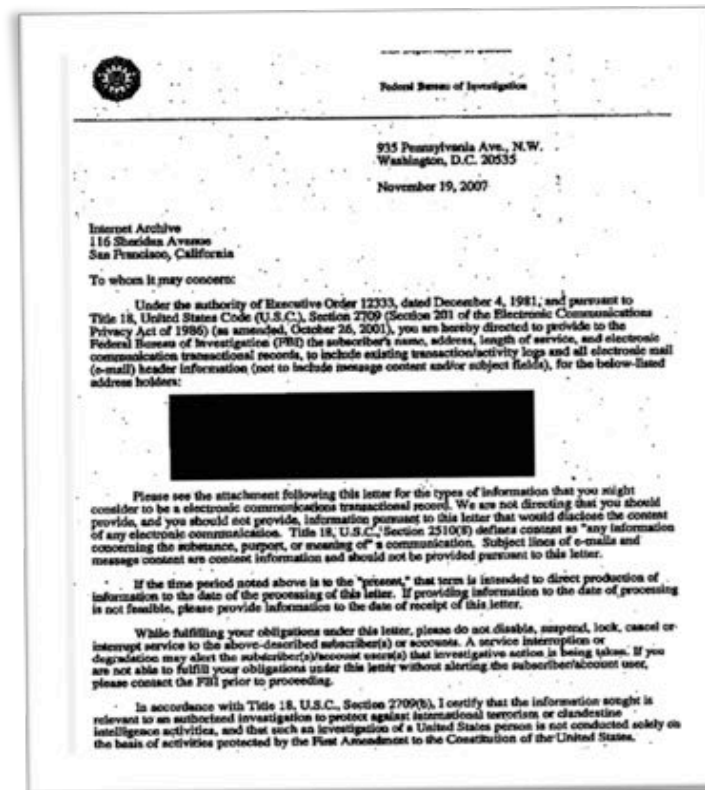 Federal Bureau of Investigation
935 Pennsylvania Ave., N.W.
Washington, D.C. 20535
November 19, 2007
Internet Archive
116 Sheridan Avenue
San Francisco, California
To whom it may concern:
Under the authority of Executive Order 12333, dated December 4, 1981, and pursuant to
Title 18, United States Code (U.S.C.), Section 2709 (Section 201 of the Electronic Communications
Privacy Act of 1986) (as amended, October 26, 2001), you are hereby directed to provide to the
Federal Bureau of Investigation (FBI) the subscriber's name, address, length of service, and electronic
communication transactional records, to include existing transaction/activity logs and all electronic mail
(e-mail) header information (not to include message content and/or subject fields), for the below-listed
address holders:
Please see the attachment following this letter for the types of information that you might
consider to be a electronic communications transactional record. We are not directing that you should
provide, and you should not provide, information pursuant to this letter that would disclose the content
of any electronic communication. Title 18, U.S.C., Section 2510(8) defines content as "any information
concerning the substance, purport, or meaning of" a communication. Subject lines of e-mails and
message content are content information and should not be provided pursuant to this letter.
If the time period noted above is to the "present," that term is intended to direct production of
information to the date of the processing of this letter. If providing information to the date of processing
is not feasible, please provide information to the date of receipt of this letter.
While fulfilling your obligations under this letter, please do not disable, suspend, lock, cancel or
interrupt service to the above-described subscriber(s) or accounts. A service interruption or
degradation may alert the subscriber(s)/account users(s) that investigative action is being taken. If you
are not able to fulfill your obligations under this letter without alerting the subscriber/account user,
please contact the FBI prior to proceeding.
In accordance with Title 18, U.S.C., Section 2709(b), I certify that the information sought is
relevant to an authorized investigation to protect against international terrorism or clandestine
intelligence activities, and that such an investigation of a United States person is not conducted solely on
the basis of activities protected by the First Amendment to the Constitution of the United States.